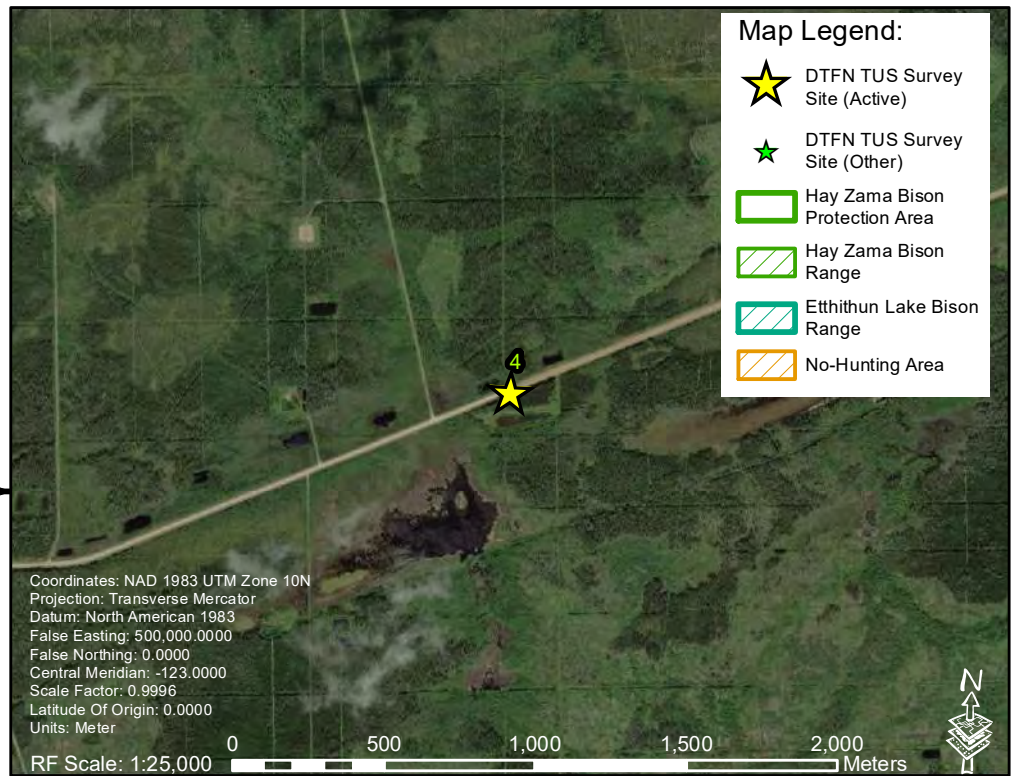 Map Legend:
DTFN TUS Survey
Site (Active)
DTFN TUS Survey
Site (Other)
Hay Zama Bison
Protection Area
Hay Zama Bison
Range
Etthithun Lake Bison
Range
No-Hunting Area
4
Coordinates: NAD 1983 UTM Zone 10N
Projection: Transverse Mercator
Datum: North American 1983
False Easting: 500,000.0000
False Northing: 0.0000
Central Meridian: -123.0000
Scale Factor: 0.9996
Latitude Of Origin: 0.0000
Units: Meter
RF Scale: 1:25,000
0 500 1,000 1,500 2,000
Meters
N